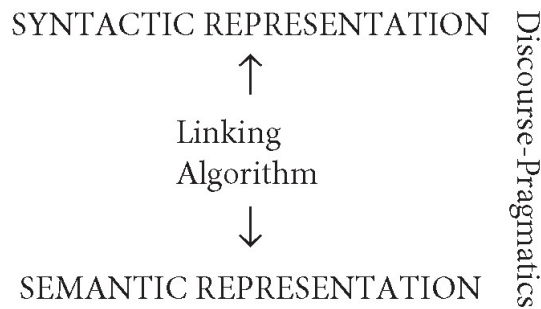 SYNTACTIC REPRESENTATION
Linking
Algorithm
SEMANTIC REPRESENTATION
Discourse-Pragmatics